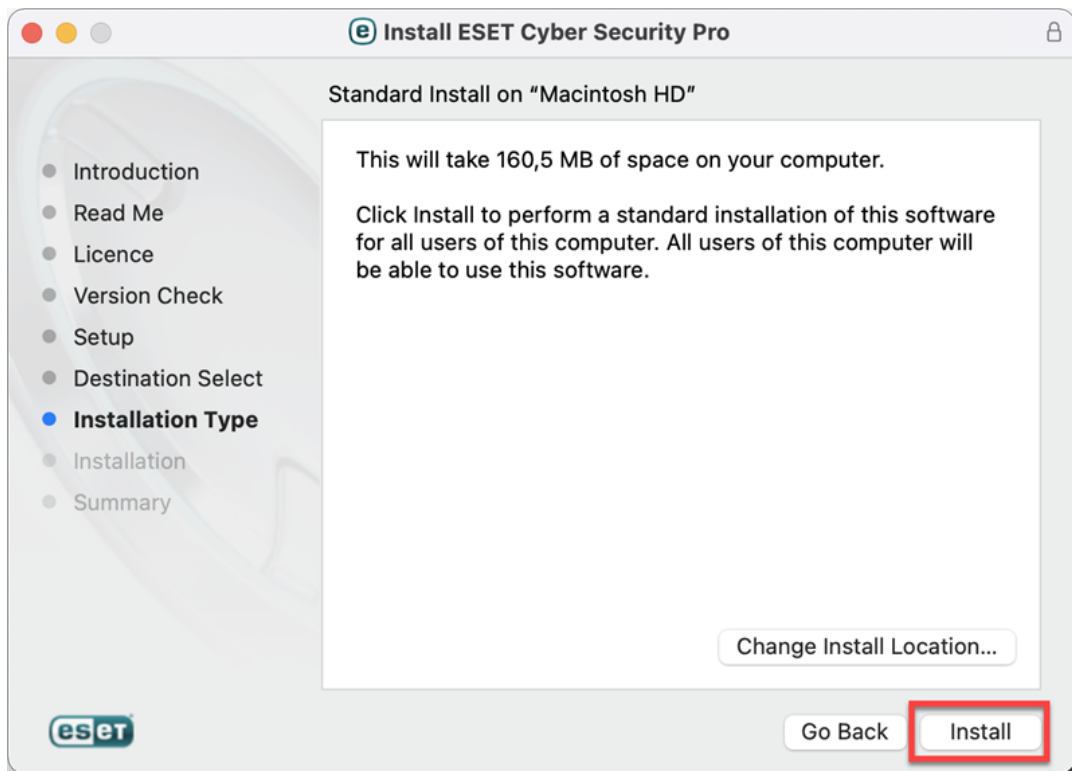 Install ESET Cyber Security Pro
Standard Install on “Macintosh HD”
Introduction
Read Me
Licence
Version Check
Setup
Destination Select
Installation Type
Installation
Summary
This will take 160,5 MB of space on your computer.
Click Install to perform a standard installation of this software
for all users of this computer. All users of this computer will
be able to use this software.
Change Install Location...
eseT
Go Back
Install